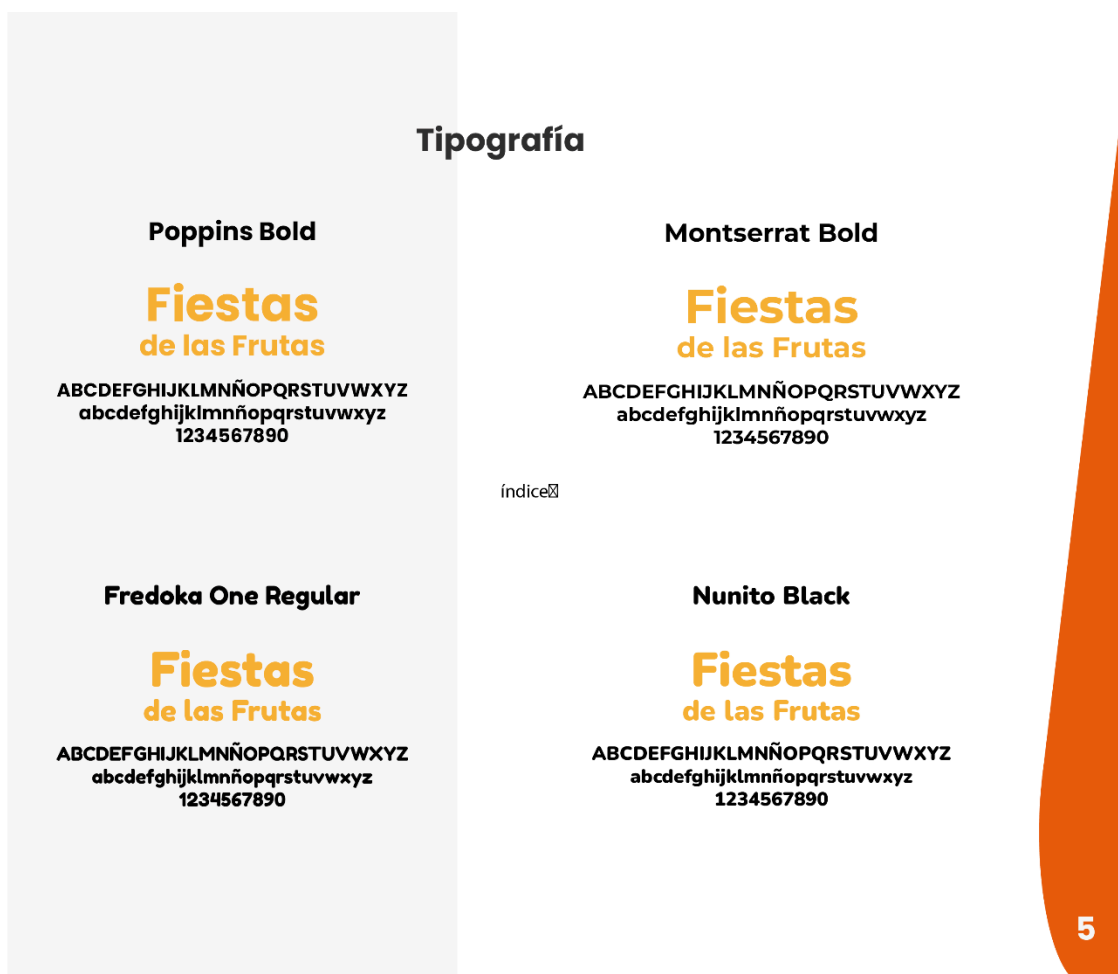 Tipografía
Poppins Bold
Fiestas
de las Frutas
ABCDEFGHIJKLMNÑOPQRSTUVWXYZ
abcdefghijklmnñopqrstuvwxyz
1234567890
Montserrat Bold
Fiestas
de las Frutas
ABCDEFGHIJKLMNÑOPQRSTUVWXYZ
abcdefghijklmnñopqrstuvwxyz
1234567890
índice
Fredoka One Regular
Fiestas
de las Frutas
ABCDEFGHIJKLMNÑOPQRSTUVWXYZ
abcdefghijklmnñopqrstuvwxyz
1234567890
Nunito Black
Fiestas
de las Frutas
ABCDEFGHIJKLMNÑOPQRSTUVWXYZ
abcdefghijklmnñopqrstuvwxyz
1234567890
5